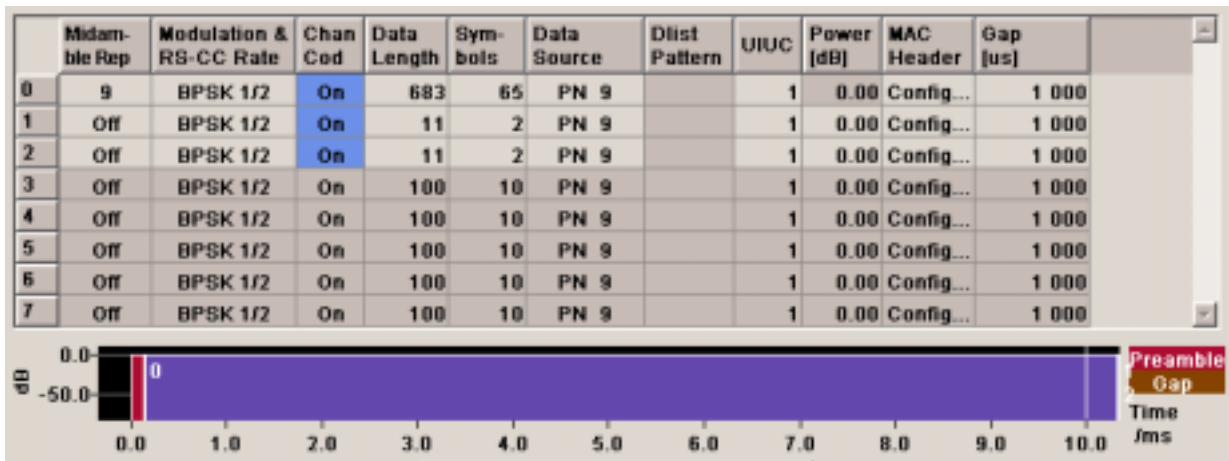 Midam- Modulation & Chan Data Sym- Data Dlist UIUC Power MAC Gap
ble Rep RS-CC Rate Cod Length bols Source Pattern [dB] Header [us]
0 9 BPSK 1/2 On 683 65 PN 9 1 0.00 Config... 1 000
1 Off BPSK 1/2 On 11 2 PN 9 1 0.00 Config... 1 000
2 Off BPSK 1/2 On 11 2 PN 9 1 0.00 Config... 1 000
3 Off BPSK 1/2 On 100 10 PN 9 1 0.00 Config... 1 000
4 Off BPSK 1/2 On 100 10 PN 9 1 0.00 Config... 1 000
5 Off BPSK 1/2 On 100 10 PN 9 1 0.00 Config... 1 000
6 Off BPSK 1/2 On 100 10 PN 9 1 0.00 Config... 1 000
7 Off BPSK 1/2 On 100 10 PN 9 1 0.00 Config... 1 000
0.0 Preamble
dB 0 1
-50.0 2 Gap
Time
0.0 1.0 2.0 3.0 4.0 5.0 6.0 7.0 8.0 9.0 10.0 /ms